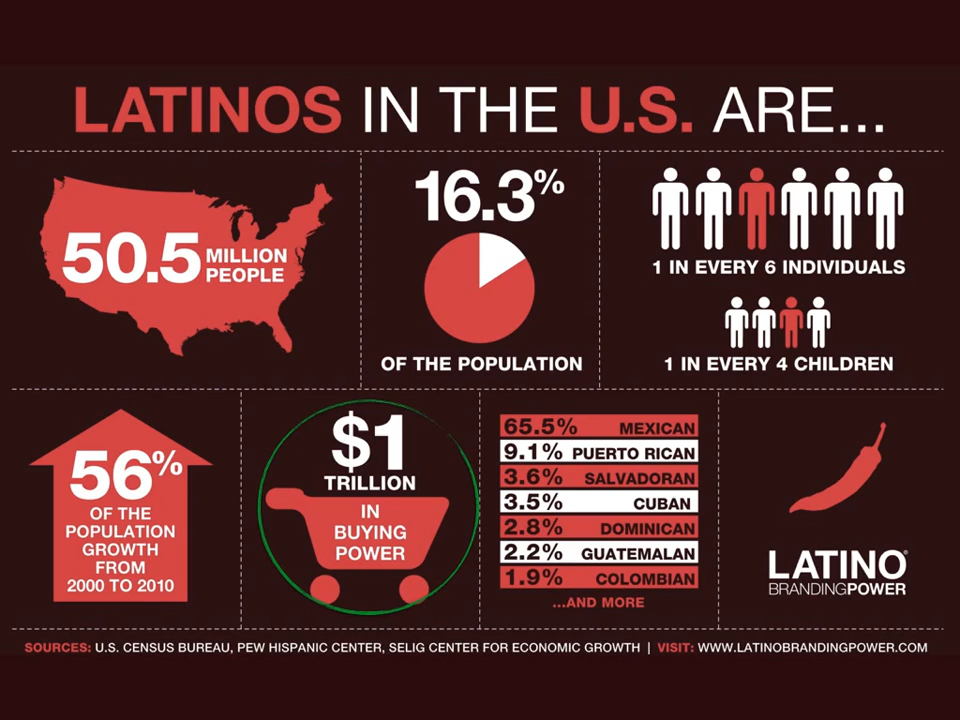 LATINOS IN THE U.S. ARE...
50.5 MILLION
PEOPLE
16.3%
OF THE POPULATION
1 IN EVERY 6 INDIVIDUALS
1 IN EVERY 4 CHILDREN
56%
OF THE
POPULATION
GROWTH
FROM
2000 TO 2010
$1
TRILLION
IN
BUYING
POWER
65.5% MEXICAN
9.1% PUERTO RICAN
3.6% SALVADORAN
3.5% CUBAN
2.8% DOMINICAN
2.2% GUATEMALAN
1.9% COLOMBIAN
...AND MORE
LATINO®
BRANDINGPOWER
SOURCES: U.S. CENSUS BUREAU, PEW HISPANIC CENTER, SELIG CENTER FOR ECONOMIC GROWTH | VISIT: WWW.LATINOBRANDINGPOWER.COM